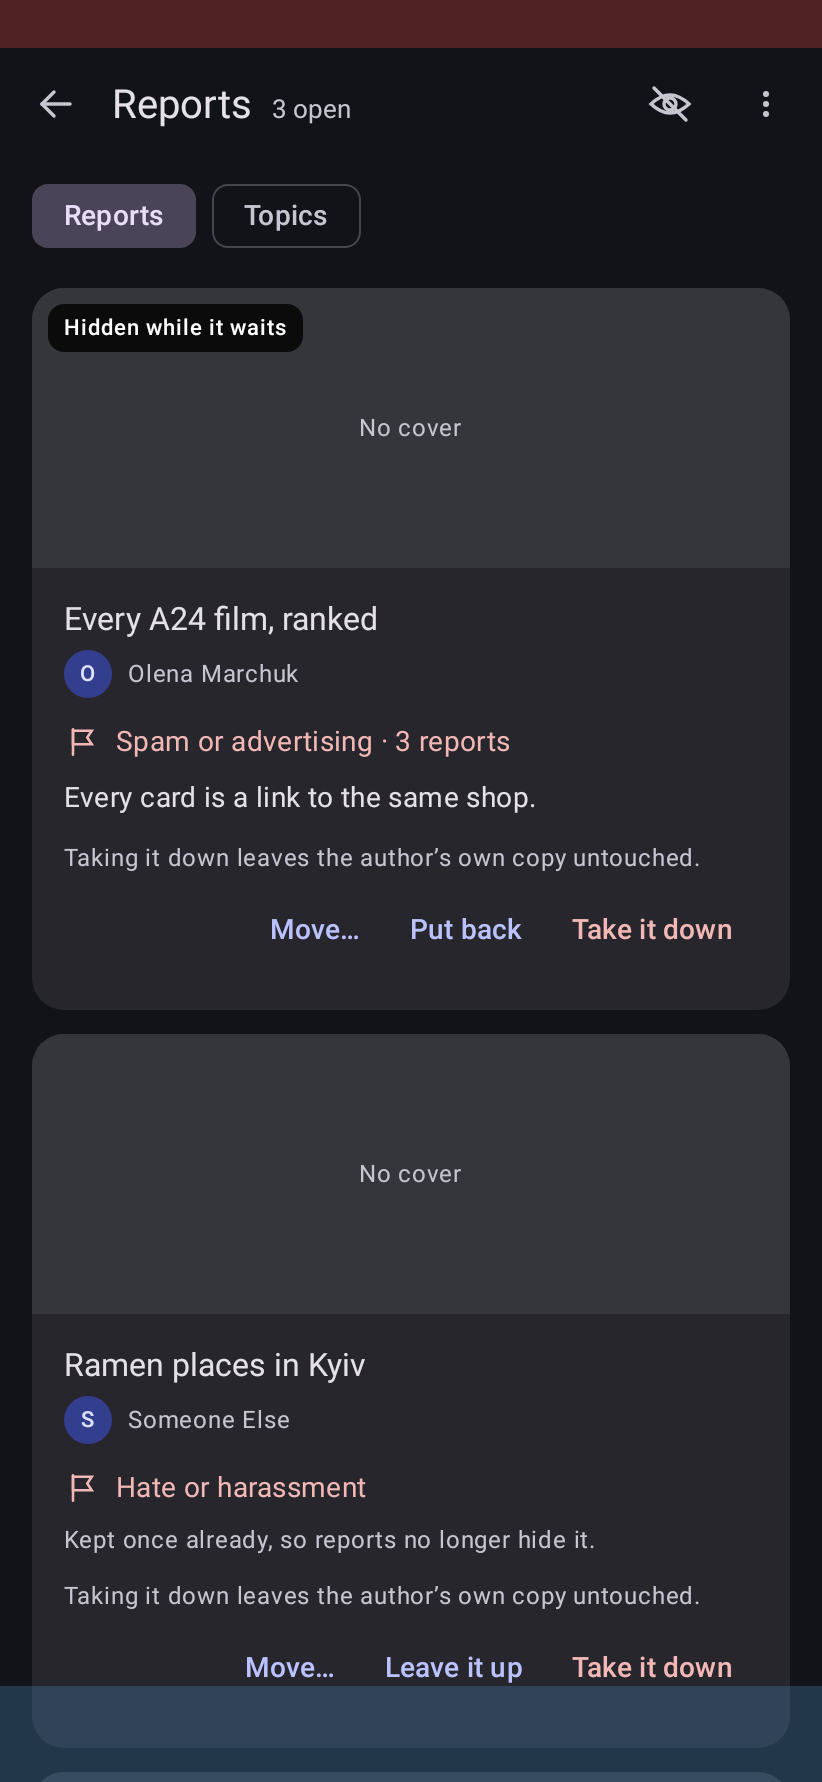 Reports 3 open
Reports Topics
Hidden while it waits
No cover
Every A24 film, ranked
O Olena Marchuk
Spam or advertising · 3 reports
Every card is a link to the same shop.
Taking it down leaves the author’s own copy untouched.
Move… Put back Take it down
No cover
Ramen places in Kyiv
S Someone Else
Hate or harassment
Kept once already, so reports no longer hide it.
Taking it down leaves the author’s own copy untouched.
Move… Leave it up Take it down